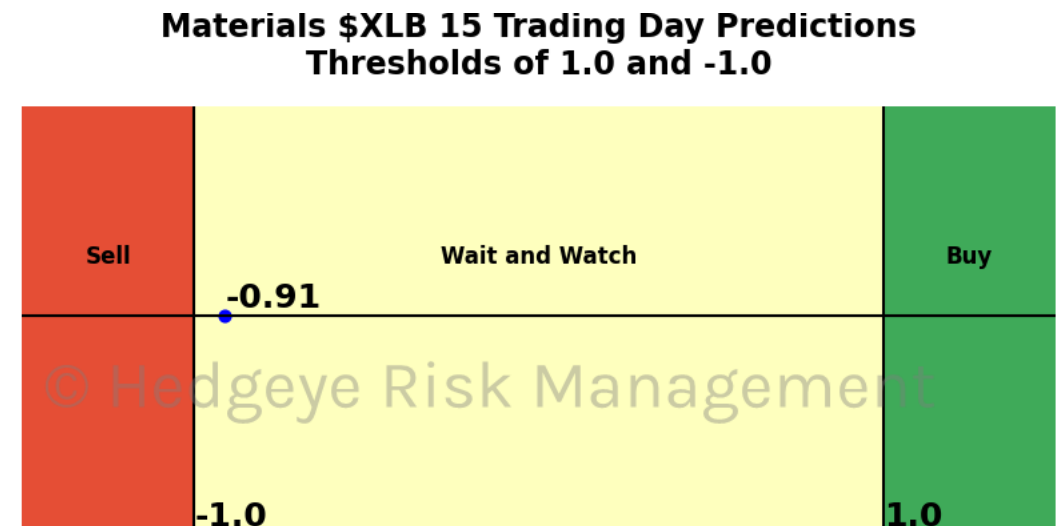 Materials $XLB 15 Trading Day Predictions
Thresholds of 1.0 and -1.0
Sell
Wait and Watch
Buy
-0.91
© Hedgeye Risk Management
-1.0
1.0